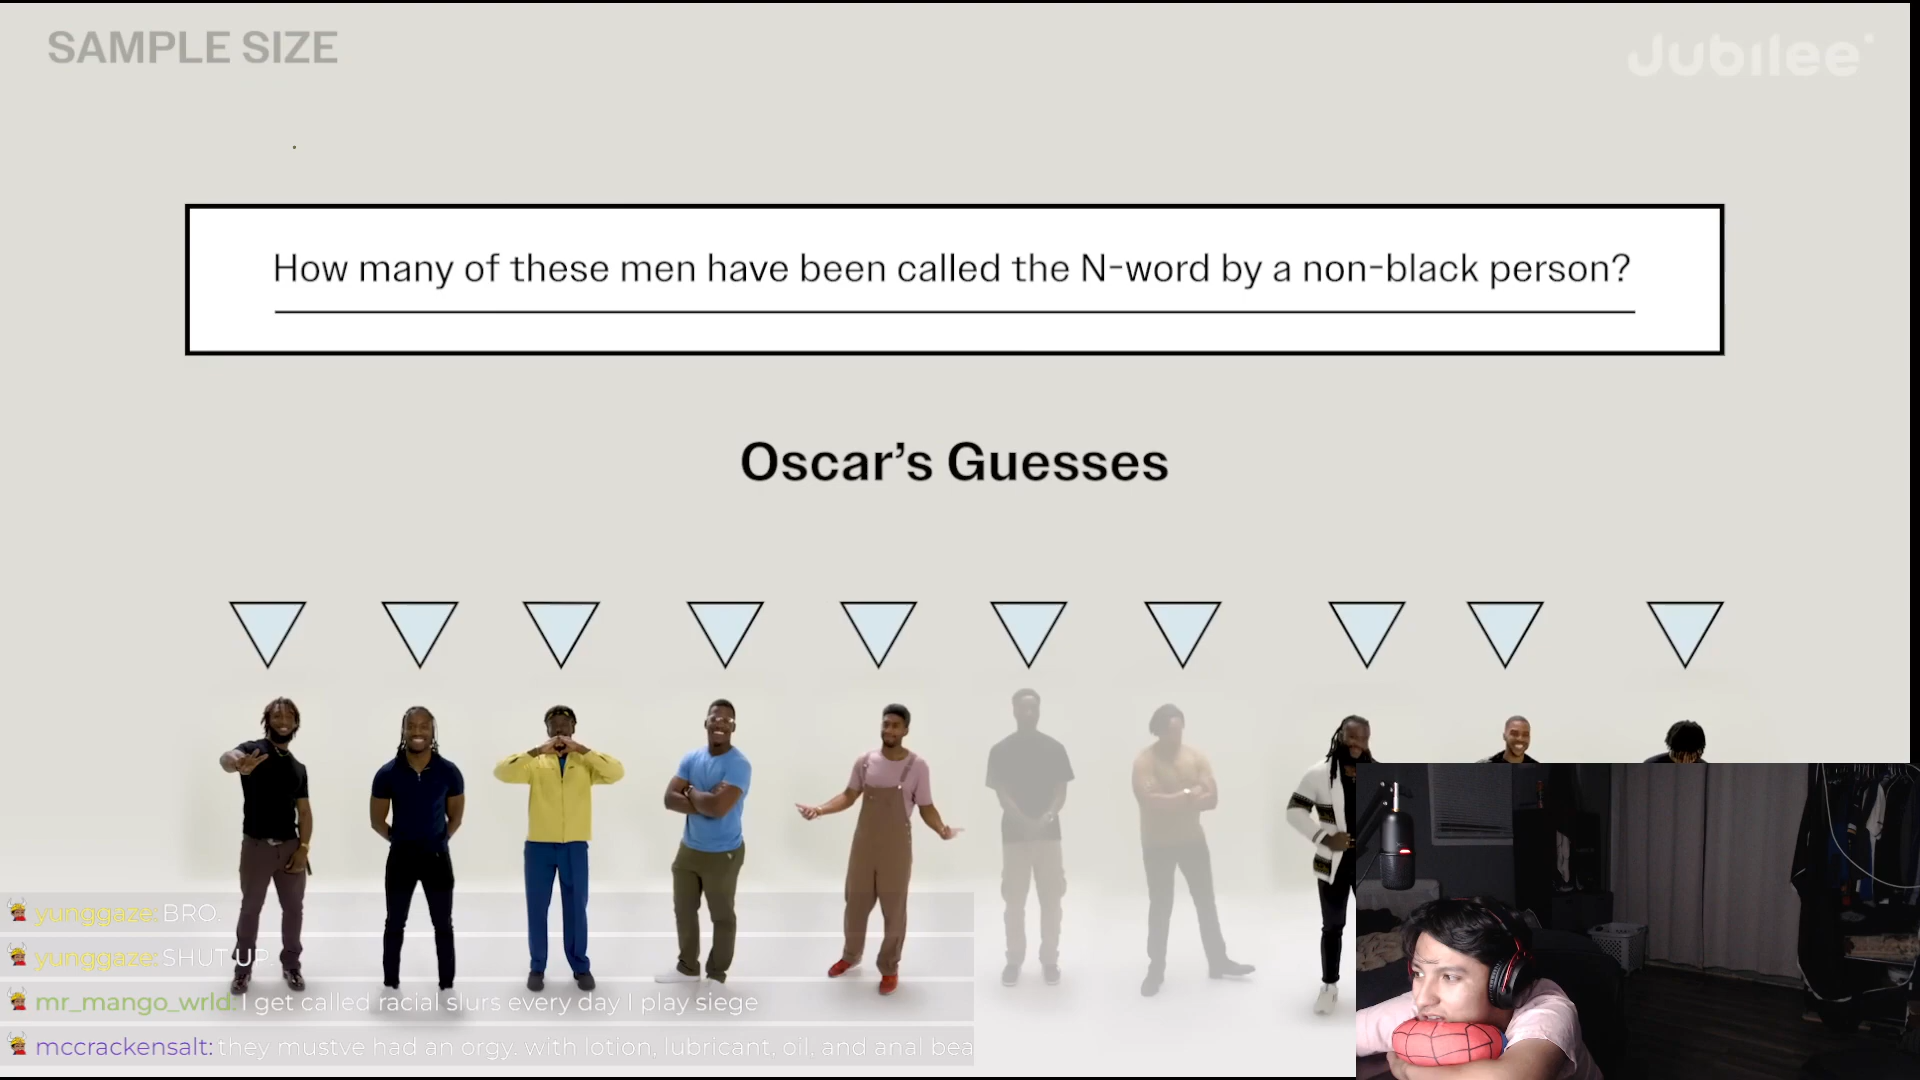 SAMPLE SIZE
Jubilee
How many of these men have been called the N-word by a non-black person?
Oscar's Guesses
yunggaze: BRO.
yunggaze: SHUT UP.
mr_mango_wrld: I get called racial slurs every day I play siege
mccrackensalt: they mustve had an orgy. with lotion, lubricant, oil, and anal bea